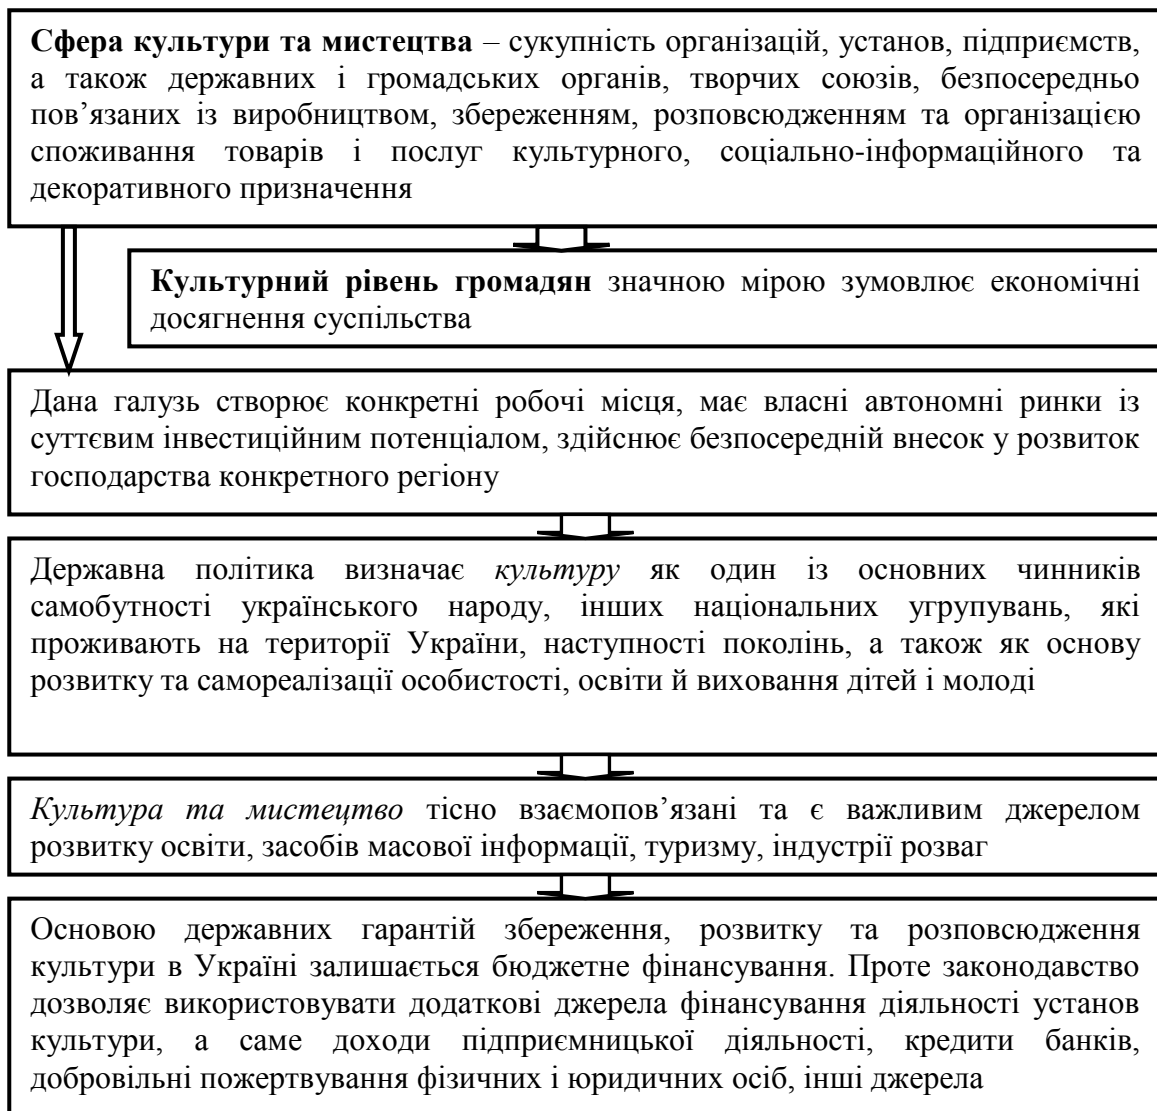 Сфера культури та мистецтва – сукупність організацій, установ, підприємств,
а також державних і громадських органів, творчих союзів, безпосередньо
пов’язаних із виробництвом, збереженням, розповсюдженням та організацією
споживання товарів і послуг культурного, соціально-інформаційного та
декоративного призначення
Культурний рівень громадян значною мірою зумовлює економічні
досягнення суспільства
Дана галузь створює конкретні робочі місця, має власні автономні ринки із
суттєвим інвестиційним потенціалом, здійснює безпосередній внесок у розвиток
господарства конкретного регіону
Державна політика визначає культуру як один із основних чинників
самобутності українського народу, інших національних угрупувань, які
проживають на території України, наступності поколінь, а також як основу
розвитку та самореалізації особистості, освіти й виховання дітей і молоді
Культура та мистецтво тісно взаємопов’язані та є важливим джерелом
розвитку освіти, засобів масової інформації, туризму, індустрії розваг
Основою державних гарантій збереження, розвитку та розповсюдження
культури в Україні залишається бюджетне фінансування. Проте законодавство
дозволяє використовувати додаткові джерела фінансування діяльності установ
культури, а саме доходи підприємницької діяльності, кредити банків,
добровільні пожертвування фізичних і юридичних осіб, інші джерела